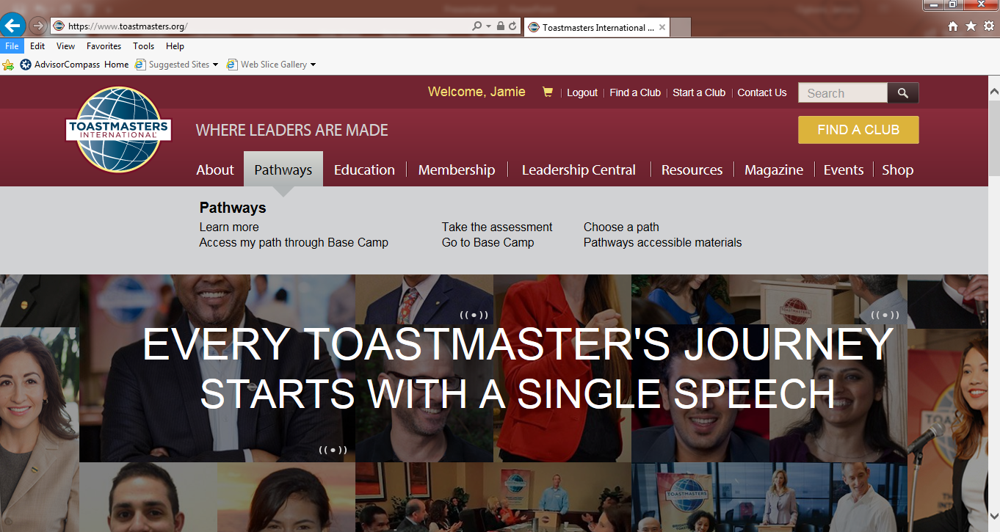 https://www.toastmasters.org/
Toastmasters International ...
File Edit View Favorites Tools Help
AdvisorCompass Home Suggested Sites Web Slice Gallery
Welcome, Jamie Logout Find a Club Start a Club Contact Us Search
TOASTMASTERS
INTERNATIONAL
WHERE LEADERS ARE MADE
FIND A CLUB
About Pathways Education Membership Leadership Central Resources Magazine Events Shop
Pathways
Learn more Take the assessment Choose a path
Access my path through Base Camp Go to Base Camp Pathways accessible materials
EVERY TOASTMASTER'S JOURNEY
STARTS WITH A SINGLE SPEECH
TOASTMASTERS